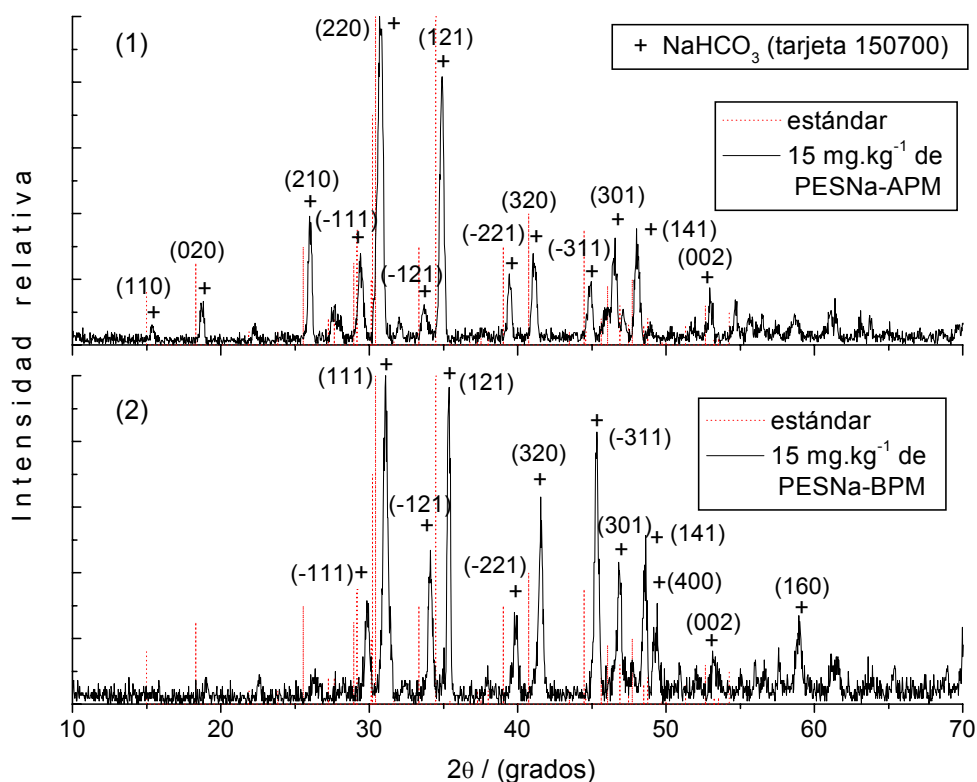 Intensidad relativa
(1)
(220)
(121)
+ NaHCO₃ (tarjeta 150700)
estándar
15 mg.kg⁻¹ de
PESNa-APM
(210)
(-111)
(020)
(110)
(-121)
(-221)
(320)
(-311)
(301)
(141)
(002)
(2)
(111)
(121)
(-311)
estándar
15 mg.kg⁻¹ de
PESNa-BPM
(320)
(-121)
(301)
(141)
(-111)
(-221)
(400)
(002)
(160)
10 20 30 40 50 60 70
2θ / (grados)